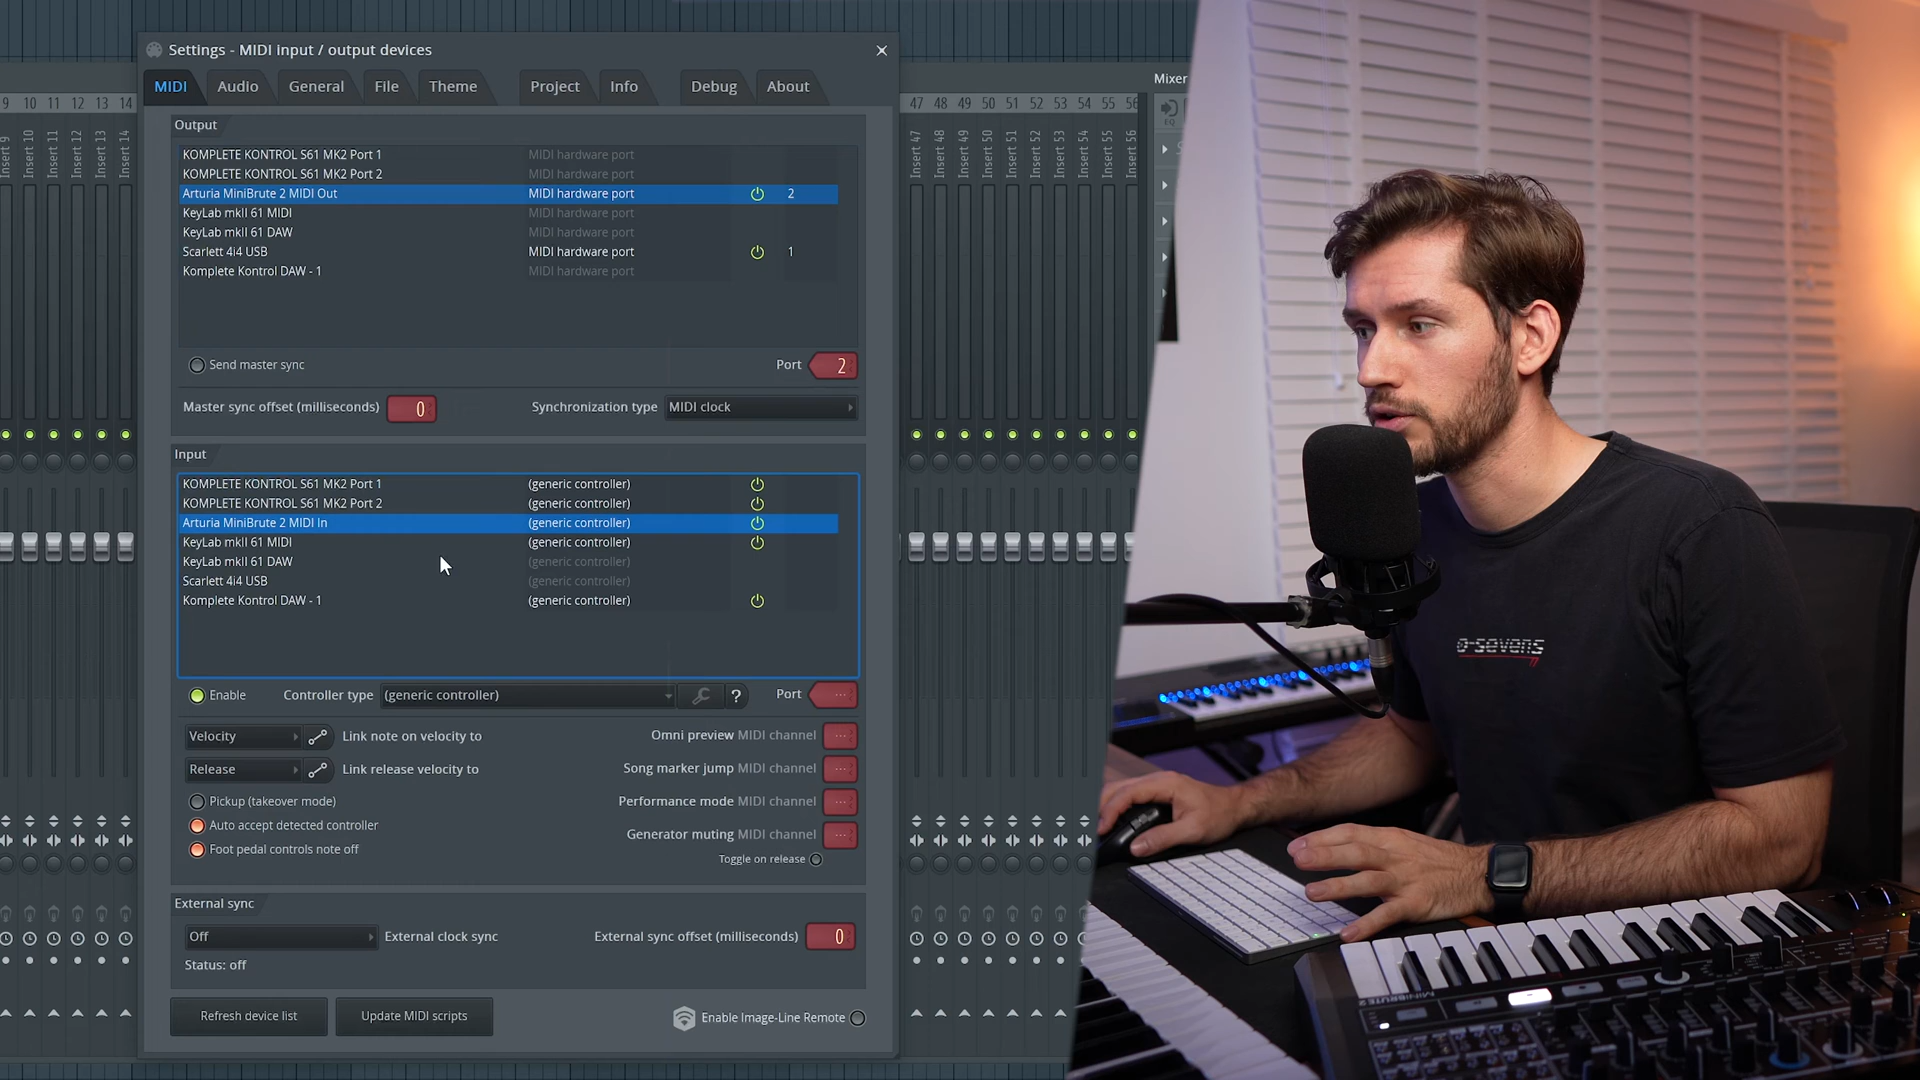 Settings - MIDI input / output devices
MIDI Audio General File Theme Project Info Debug About
Output
KOMPLETE KONTROL S61 MK2 Port 1 MIDI hardware port
KOMPLETE KONTROL S61 MK2 Port 2 MIDI hardware port
Arturia MiniBrute 2 MIDI Out MIDI hardware port 2
KeyLab mkII 61 MIDI MIDI hardware port
KeyLab mkII 61 DAW MIDI hardware port
Scarlett 4i4 USB MIDI hardware port 1
Komplete Kontrol DAW - 1 MIDI hardware port
Send master sync Port 2
Master sync offset (milliseconds) 0 Synchronization type MIDI clock
Input
KOMPLETE KONTROL S61 MK2 Port 1 (generic controller)
KOMPLETE KONTROL S61 MK2 Port 2 (generic controller)
Arturia MiniBrute 2 MIDI In (generic controller)
KeyLab mkII 61 MIDI (generic controller)
KeyLab mkII 61 DAW (generic controller)
Scarlett 4i4 USB (generic controller)
Komplete Kontrol DAW - 1 (generic controller)
Enable Controller type (generic controller) ? Port ---
Velocity Link note on velocity to Omni preview MIDI channel ---
Release Link release velocity to Song marker jump MIDI channel ---
Pickup (takeover mode) Performance mode MIDI channel ---
Auto accept detected controller Generator muting MIDI channel ---
Foot pedal controls note off Toggle on release
External sync
Off External clock sync External sync offset (milliseconds) 0
Status: off
Refresh device list Update MIDI scripts Enable Image-Line Remote
9 10 11 12 13 14
Insert 9
Insert 10
Insert 11
Insert 12
Insert 13
Insert 14
47 48 49 50 51 52 53 54 55 56
Insert 47
Insert 48
Insert 49
Insert 50
Insert 51
Insert 52
Insert 53
Insert 54
Insert 55
Insert 56
Mixer
EQ
e-sevens
MINIBRUTE 2